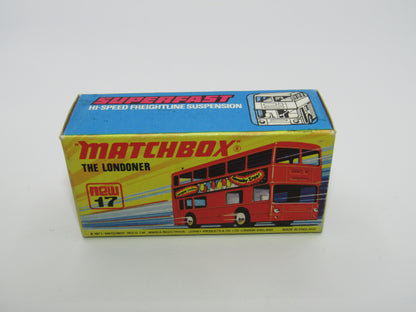 SUPERFAST
HI-SPEED FREIGHTLINE SUSPENSION
"MATCHBOX"®
THE LONDONER
new
17
MADE IN ENGLAND